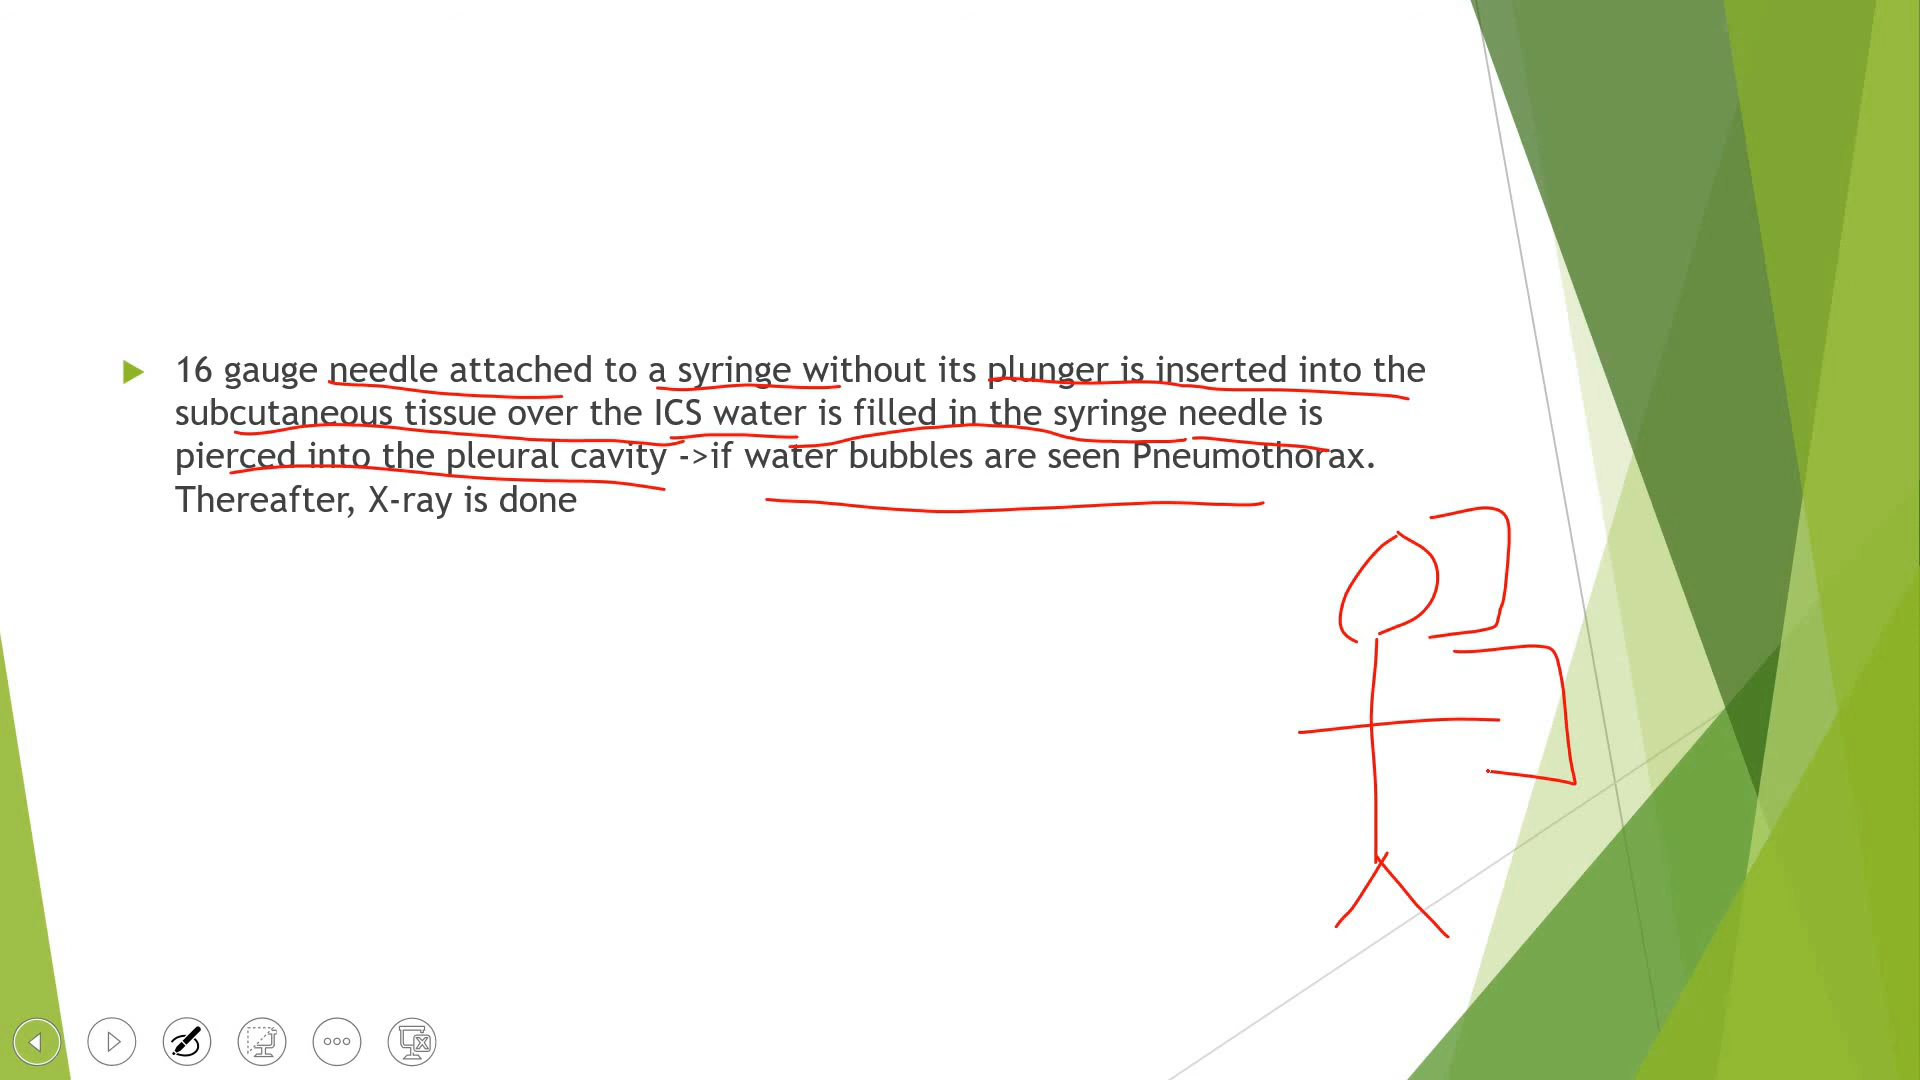 16 gauge needle attached to a syringe without its plunger is inserted into the
subcutaneous tissue over the ICS water is filled in the syringe needle is
pierced into the pleural cavity ->if water bubbles are seen Pneumothorax.
Thereafter, X-ray is done